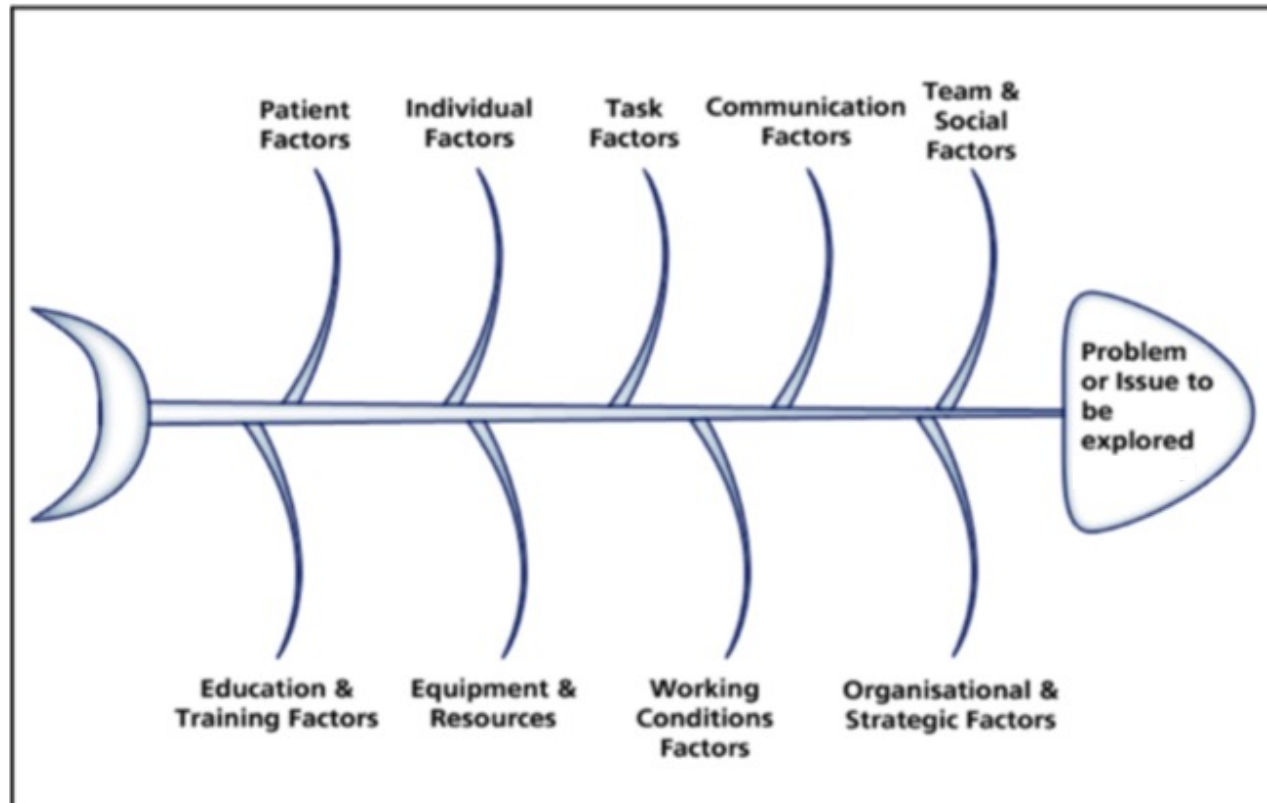 Patient
Factors
Individual
Factors
Task
Factors
Communication
Factors
Team &
Social
Factors
Problem
or Issue to
be
explored
Education &
Training Factors
Equipment &
Resources
Working
Conditions
Factors
Organisational &
Strategic Factors